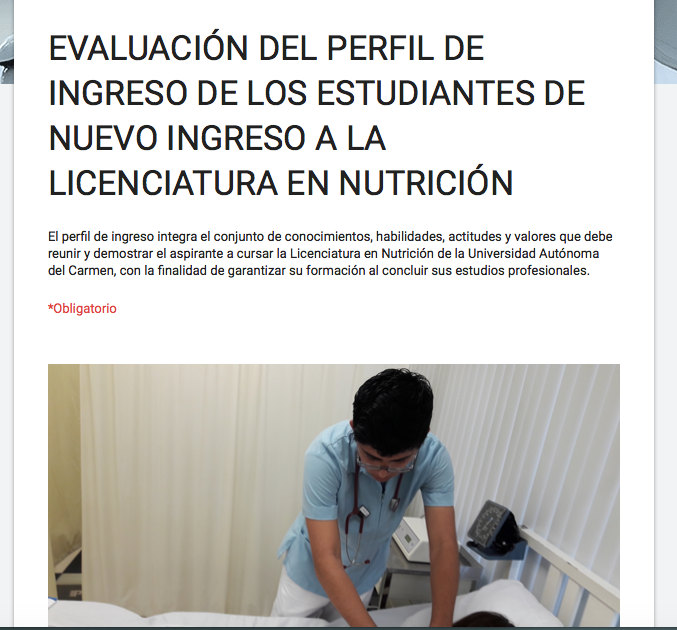 EVALUACIÓN DEL PERFIL DE
INGRESO DE LOS ESTUDIANTES DE
NUEVO INGRESO A LA
LICENCIATURA EN NUTRICIÓN
El perfil de ingreso integra el conjunto de conocimientos, habilidades, actitudes y valores que debe
reunir y demostrar el aspirante a cursar la Licenciatura en Nutrición de la Universidad Autónoma
del Carmen, con la finalidad de garantizar su formación al concluir sus estudios profesionales.
*Obligatorio